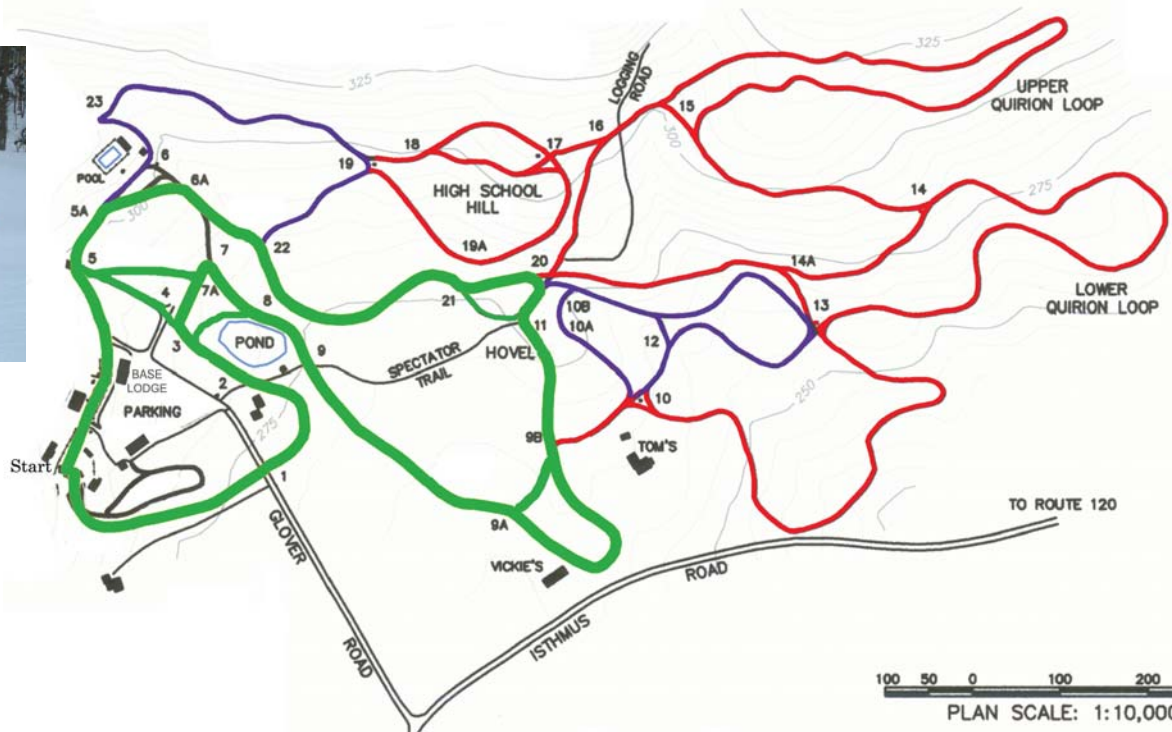 325
325
LOGGING
ROAD
UPPER
QUIRION LOOP
23
15
16
300
17
18
19
6
POOL
6A
HIGH SCHOOL
HILL
14
275
5A
300
22
19A
5
7
20
14A
LOWER
QUIRION LOOP
4
7A
8
21
10B
13
10A
11
3
POND
9
HOVEL
12
SPECTATOR
TRAIL
BASE
LODGE
2
250
PARKING
275
10
9B
TOM'S
Start
1
TO ROUTE 120
9A
GLOVER
ROAD
VICKIE'S
ISTHMUS
ROAD
100 50 0 100 200
PLAN SCALE: 1:10,000